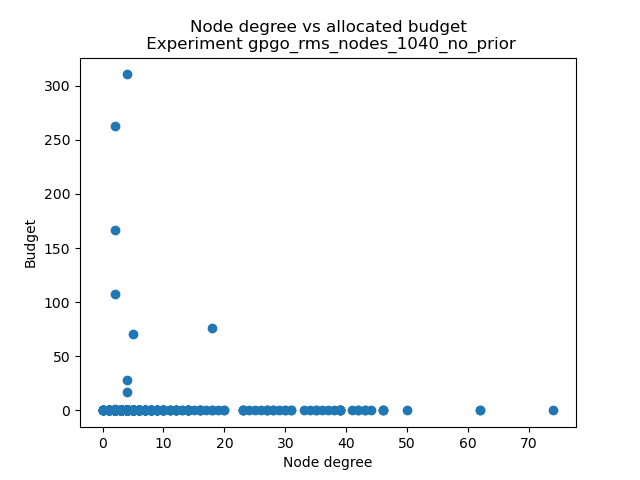 Node degree vs allocated budget
Experiment gpgo_rms_nodes_1040_no_prior
300
250
200
150
100
50
0
Budget
0 10 20 30 40 50 60 70
Node degree